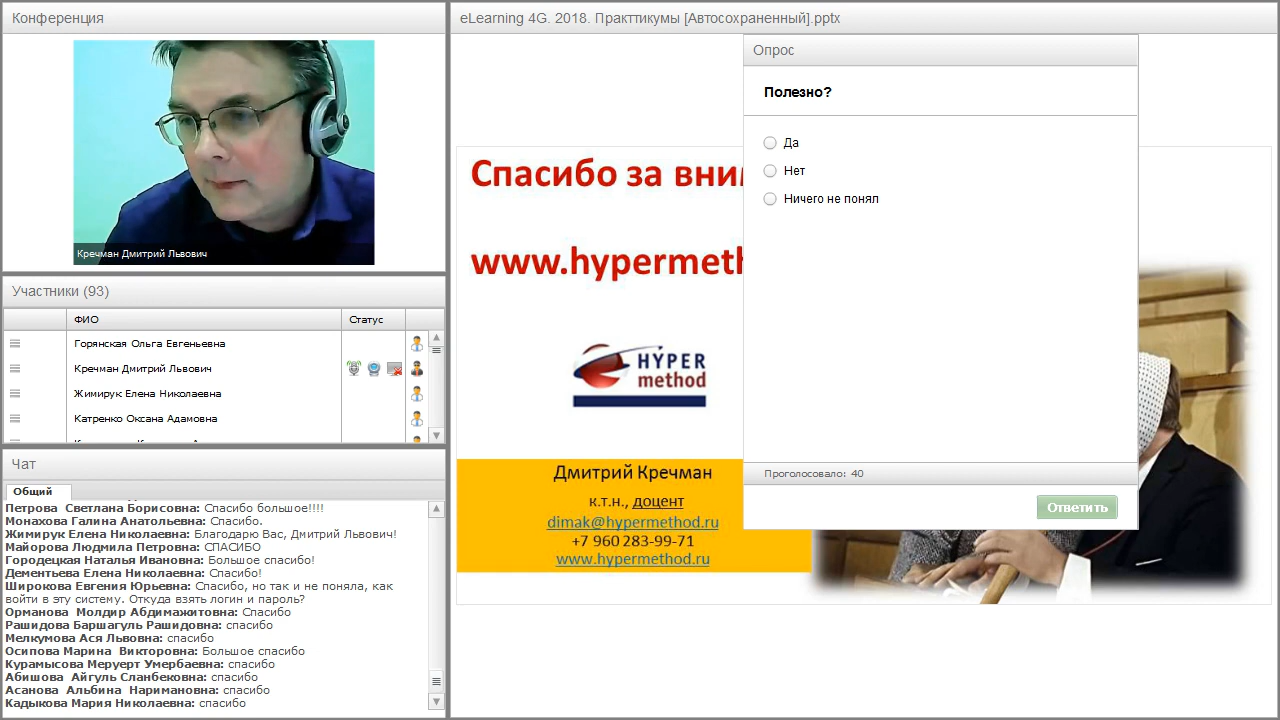 Конференция
Кречман Дмитрий Львович
Участники (93)
ФИО Статус
Горянская Ольга Евгеньевна
Кречман Дмитрий Львович
Жимирук Елена Николаевна
Катренко Оксана Адамовна
Чат
Общий
Петрова Светлана Борисовна: Спасибо большое!!!!
Монахова Галина Анатольевна: Спасибо.
Жимирук Елена Николаевна: Благодарю Вас, Дмитрий Львович!
Майорова Людмила Петровна: СПАСИБО
Городецкая Наталья Ивановна: Большое спасибо!
Дементьева Елена Николаевна: Спасибо!
Широкова Евгения Юрьевна: Спасибо, но так и не поняла, как
войти в эту систему. Откуда взять логин и пароль?
Орманова Молдир Абдимажитовна: Спасибо
Рашидова Баршагуль Рашидовна: спасибо
Мелкумова Ася Львовна: спасибо
Осипова Марина Викторовна: Большое спасибо
Курамысова Меруерт Умербаевна: спасибо
Абишова Айгуль Сланбековна: спасибо
Асанова Альбина Наримановна: спасибо
Кадыкова Мария Николаевна: спасибо
eLearning 4G. 2018. Практтикумы [Автосохраненный].pptx
Спасибо за вни
www.hypermeth
HYPER
method
Дмитрий Кречман
к.т.н., доцент
dimak@hypermethod.ru
+7 960 283-99-71
www.hypermethod.ru
Опрос
Полезно?
Да
Нет
Ничего не понял
Проголосовало: 40
Ответить